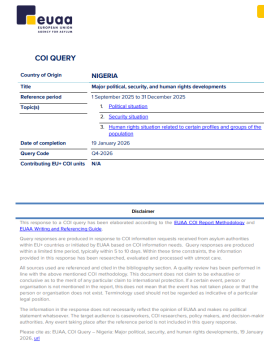 euaa
EUROPEAN UNION
AGENCY FOR ASYLUM
COI QUERY
Country of Origin NIGERIA
Title Major political, security, and human rights developments
Reference period 1 September 2025 to 31 December 2025
Topic(s) 1. Political situation
2. Security situation
3. Human rights situation related to certain profiles and groups of the
population
Date of completion 19 January 2026
Query Code Q4 2026
Contributing EU+ COI units N/A
Disclaimer
This response to a COI query has been elaborated according to the EUAA COI Report Methodology and
EUAA Writing and Referencing Guide.
Query responses are produced in response to COI information requests received from asylum authorities
within EU+ countries or initiated by EUAA based on COI information needs. Query responses are produced
within a limited time period, typically within 5 to 10 days. Within these time constraints, the information
provided in this response has been researched, evaluated and processed with utmost care.
All sources used are referenced and cited in the bibliography section. A quality review has been performed in
line with the above mentioned COI methodology. This document does not claim to be exhaustive or
conclusive as to the merit of any particular claim to international protection. If a certain event, person or
organisation is not mentioned in the report, this does not mean that the event has not taken place or that the
person or organisation does not exist. Terminology used should not be regarded as indicative of a particular
legal position.
The information in the response does not necessarily reflect the opinion of EUAA and makes no political
statement whatsoever. The target audience is caseworkers, COI researchers, policy-makers, and decision-making
authorities. Any event taking place after the reference period is not included in this query response.
Please cite as: EUAA, COI Query – Nigeria: Major political, security, and human rights developments, 19 January
2026, url